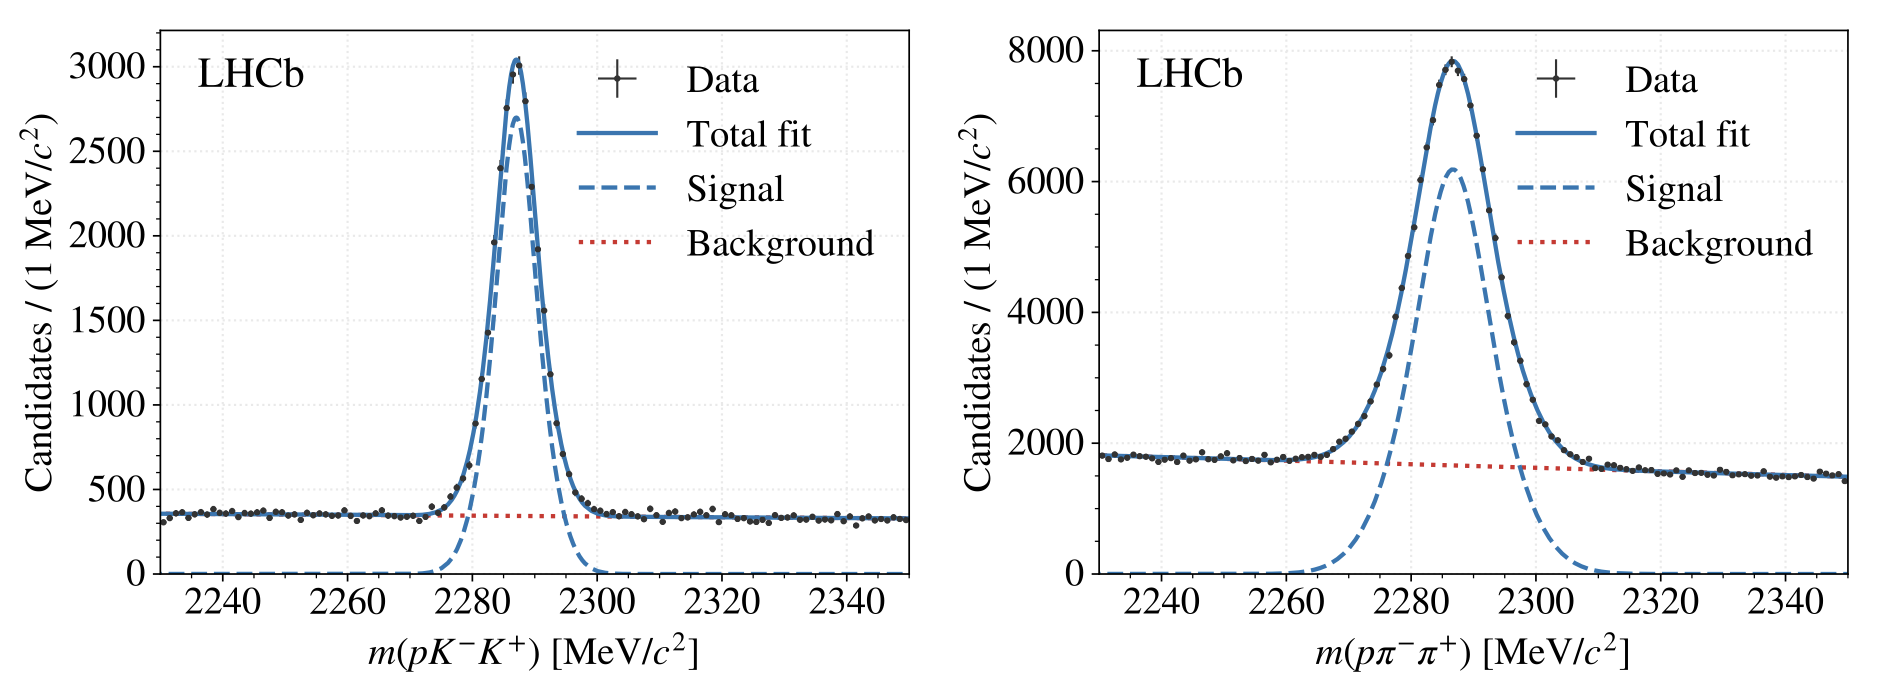 LHCb
Data
Total fit
Signal
Background
3000
2500
2000
1500
1000
500
0
Candidates / (1 MeV/c²)
2240 2260 2280 2300 2320 2340
m(pK⁻K⁺) [MeV/c²]
LHCb
Data
Total fit
Signal
Background
8000
6000
4000
2000
0
Candidates / (1 MeV/c²)
2240 2260 2280 2300 2320 2340
m(pπ⁻π⁺) [MeV/c²]